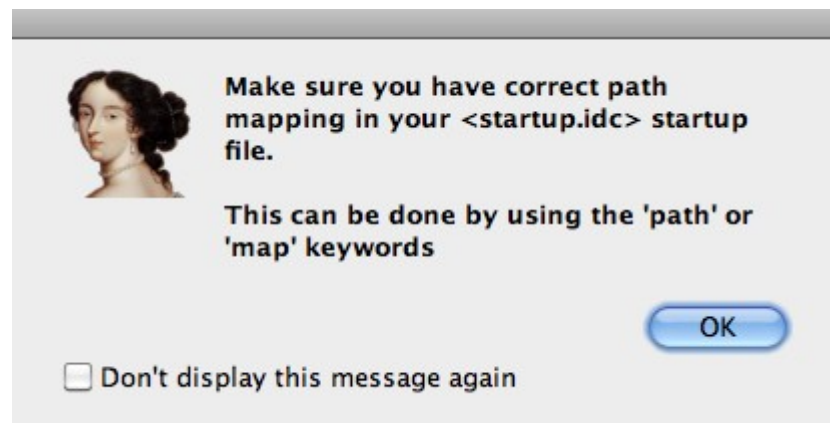 Make sure you have correct path
mapping in your <startup.idc> startup
file.
This can be done by using the 'path' or
'map' keywords
OK
Don't display this message again